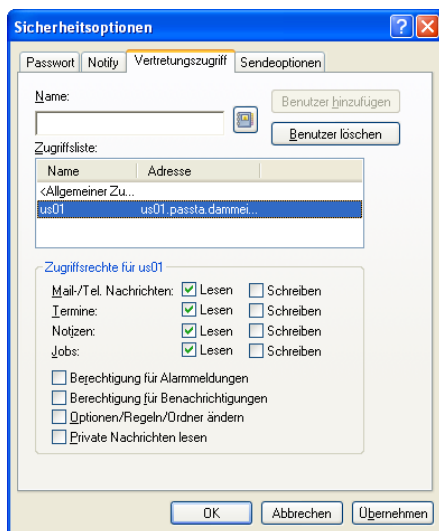 Sicherheitsoptionen
Passwort Notify Vertretungszugriff Sendeoptionen
Name:
Benutzer hinzufügen
Benutzer löschen
Zugriffsliste:
Name Adresse
<Allgemeiner Zu...
us01 us01.passta.dammei...
Zugriffsrechte für us01
Mail-/Tel. Nachrichten: Lesen Schreiben
Termine: Lesen Schreiben
Notizen: Lesen Schreiben
Jobs: Lesen Schreiben
Berechtigung für Alarmmeldungen
Berechtigung für Benachrichtigungen
Optionen/Regeln/Ordner ändern
Private Nachrichten lesen
OK Abbrechen Übernehmen